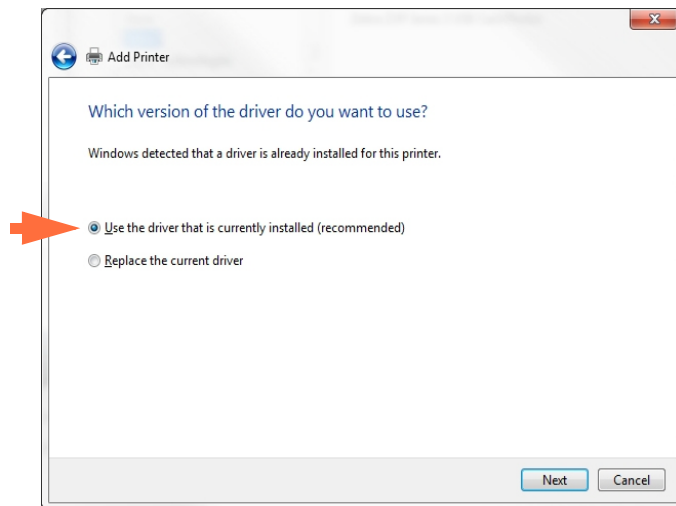 Add Printer
Which version of the driver do you want to use?
Windows detected that a driver is already installed for this printer.
Use the driver that is currently installed (recommended)
Replace the current driver
Next Cancel